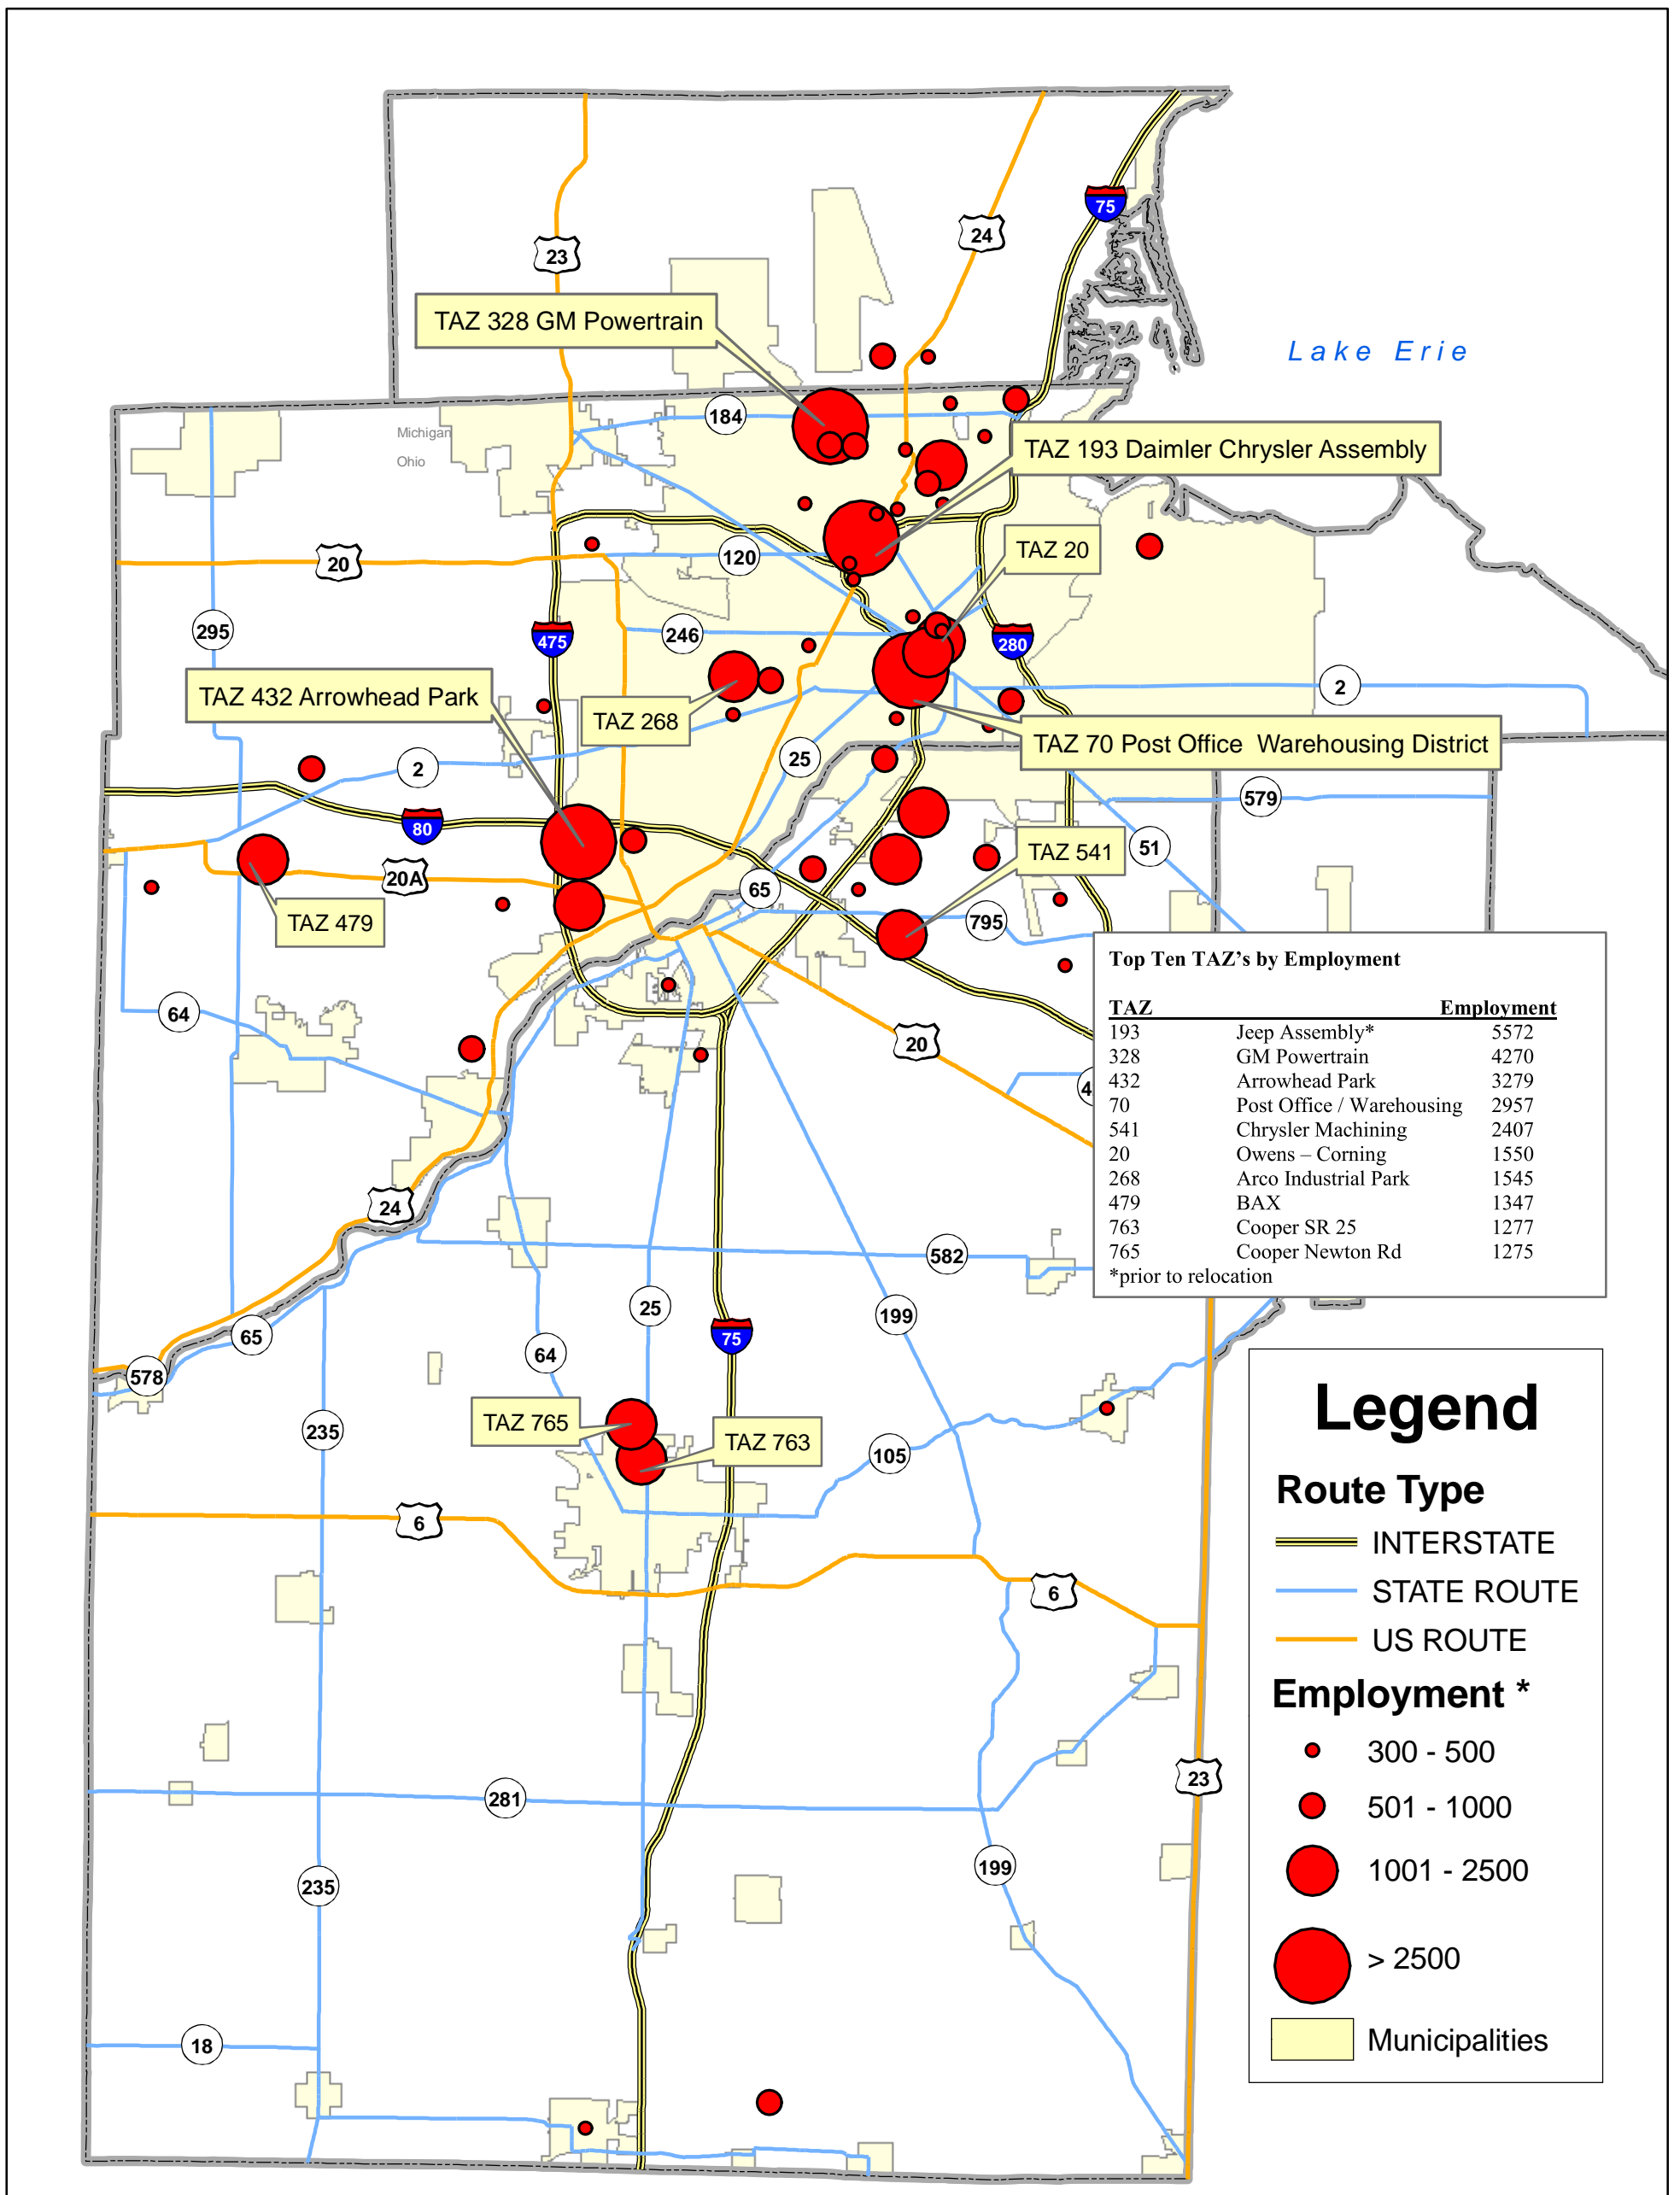 75
24
23
TAZ 328 GM Powertrain
Lake Erie
184
Michigan
Ohio
TAZ 193 Daimler Chrysler Assembly
20
120
TAZ 20
295
475
246
280
TAZ 432 Arrowhead Park
2
TAZ 268
TAZ 70 Post Office Warehousing District
25
2
579
80
51
TAZ 541
20A
65
TAZ 479
795
64
20
4
Top Ten TAZ's by Employment
TAZ Employment
193 Jeep Assembly* 5572
328 GM Powertrain 4270
432 Arrowhead Park 3279
70 Post Office / Warehousing 2957
541 Chrysler Machining 2407
20 Owens – Corning 1550
268 Arco Industrial Park 1545
479 BAX 1347
763 Cooper SR 25 1277
765 Cooper Newton Rd 1275
*prior to relocation
24
582
25
199
65
75
64
578
TAZ 765
TAZ 763
235
105
6
6
23
281
199
235
18
Legend
Route Type
INTERSTATE
STATE ROUTE
US ROUTE
Employment *
300 - 500
501 - 1000
1001 - 2500
> 2500
Municipalities